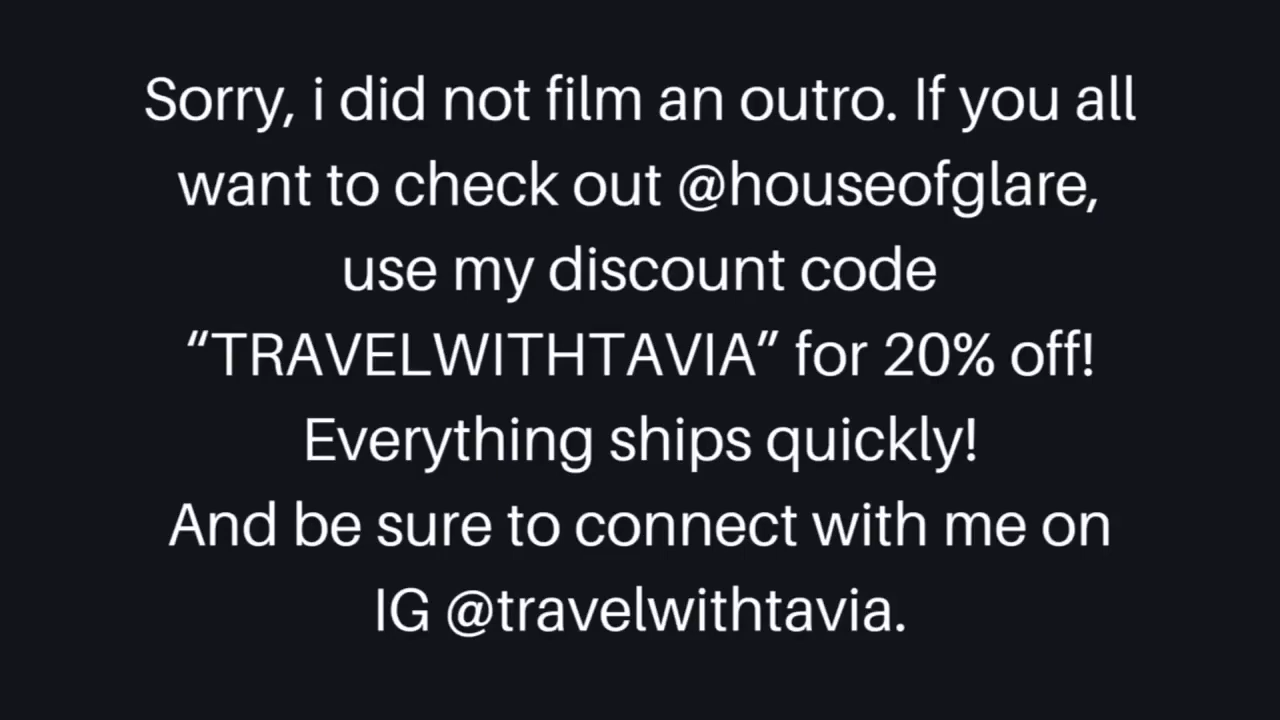 Sorry, i did not film an outro. If you all
want to check out @houseofglare,
use my discount code
“TRAVELWITHTAVIA” for 20% off!
Everything ships quickly!
And be sure to connect with me on
IG @travelwithtavia.